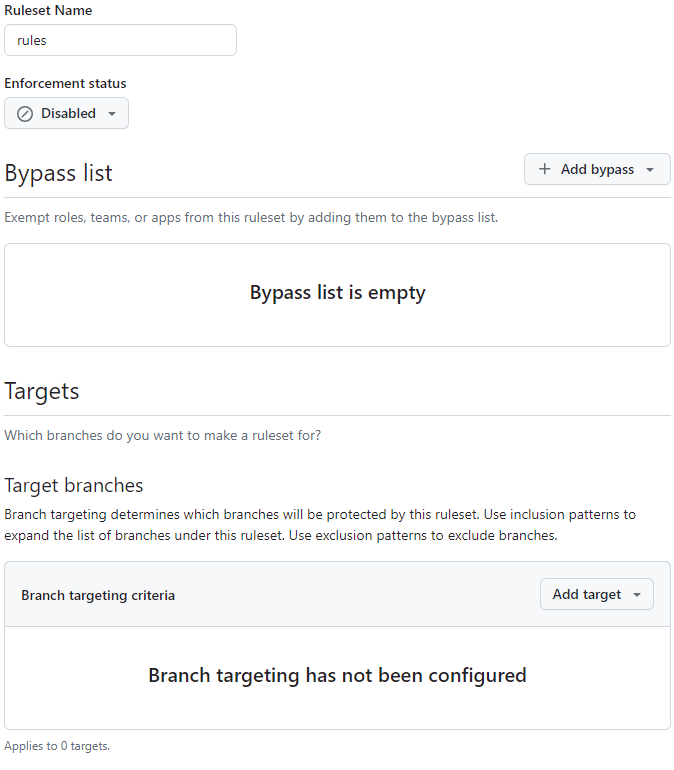 Ruleset Name
rules
Enforcement status
Disabled
Bypass list
Add bypass
Exempt roles, teams, or apps from this ruleset by adding them to the bypass list.
Bypass list is empty
Targets
Which branches do you want to make a ruleset for?
Target branches
Branch targeting determines which branches will be protected by this ruleset. Use inclusion patterns to
expand the list of branches under this ruleset. Use exclusion patterns to exclude branches.
Branch targeting criteria
Add target
Branch targeting has not been configured
Applies to 0 targets.